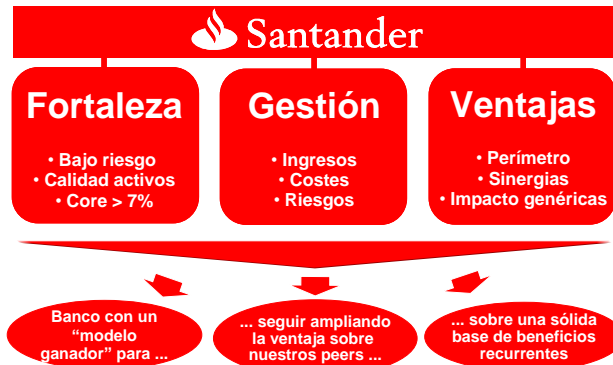 Santander
Fortaleza
• Bajo riesgo
• Calidad activos
• Core > 7%
Gestión
• Ingresos
• Costes
• Riesgos
Ventajas
• Perímetro
• Sinergias
• Impacto genéricas
Banco con un
“modelo
ganador” para ...
... seguir ampliando
la ventaja sobre
nuestros peers ...
... sobre una sólida
base de beneficios
recurrentes